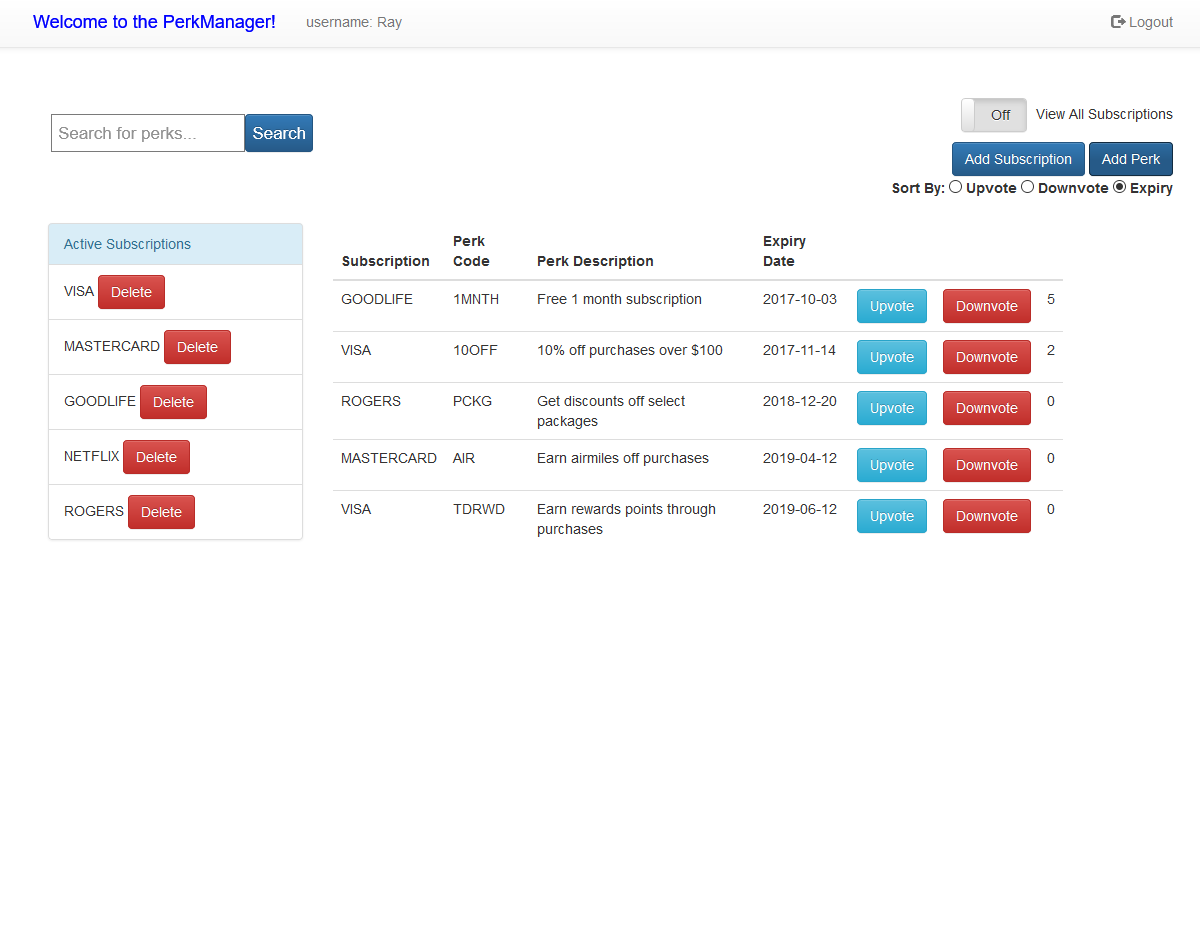 Welcome to the PerkManager! username: Ray Logout
Search for perks... Search
Off View All Subscriptions
Add Subscription Add Perk
Sort By: Upvote Downvote Expiry
Active Subscriptions
VISA Delete
MASTERCARD Delete
GOODLIFE Delete
NETFLIX Delete
ROGERS Delete
Perk Expiry
Subscription Code Perk Description Date
GOODLIFE 1MNTH Free 1 month subscription 2017-10-03 Upvote Downvote 5
VISA 10OFF 10% off purchases over $100 2017-11-14 Upvote Downvote 2
ROGERS PCKG Get discounts off select 2018-12-20 Upvote Downvote 0
packages
MASTERCARD AIR Earn airmiles off purchases 2019-04-12 Upvote Downvote 0
VISA TDRWD Earn rewards points through 2019-06-12 Upvote Downvote 0
purchases